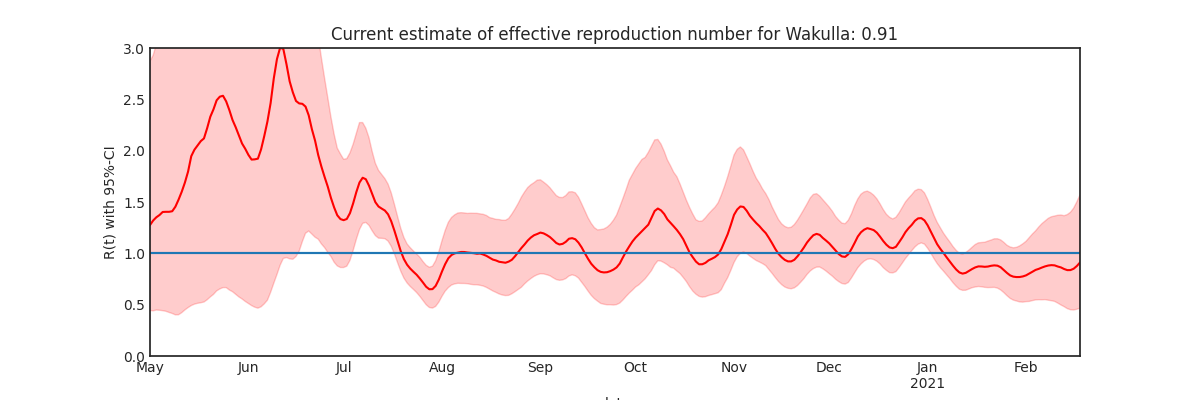 Current estimate of effective reproduction number for Wakulla: 0.91
R(t) with 95%-CI
3.0
2.5
2.0
1.5
1.0
0.5
0.0
May Jun Jul Aug Sep Oct Nov Dec Jan Feb
2021